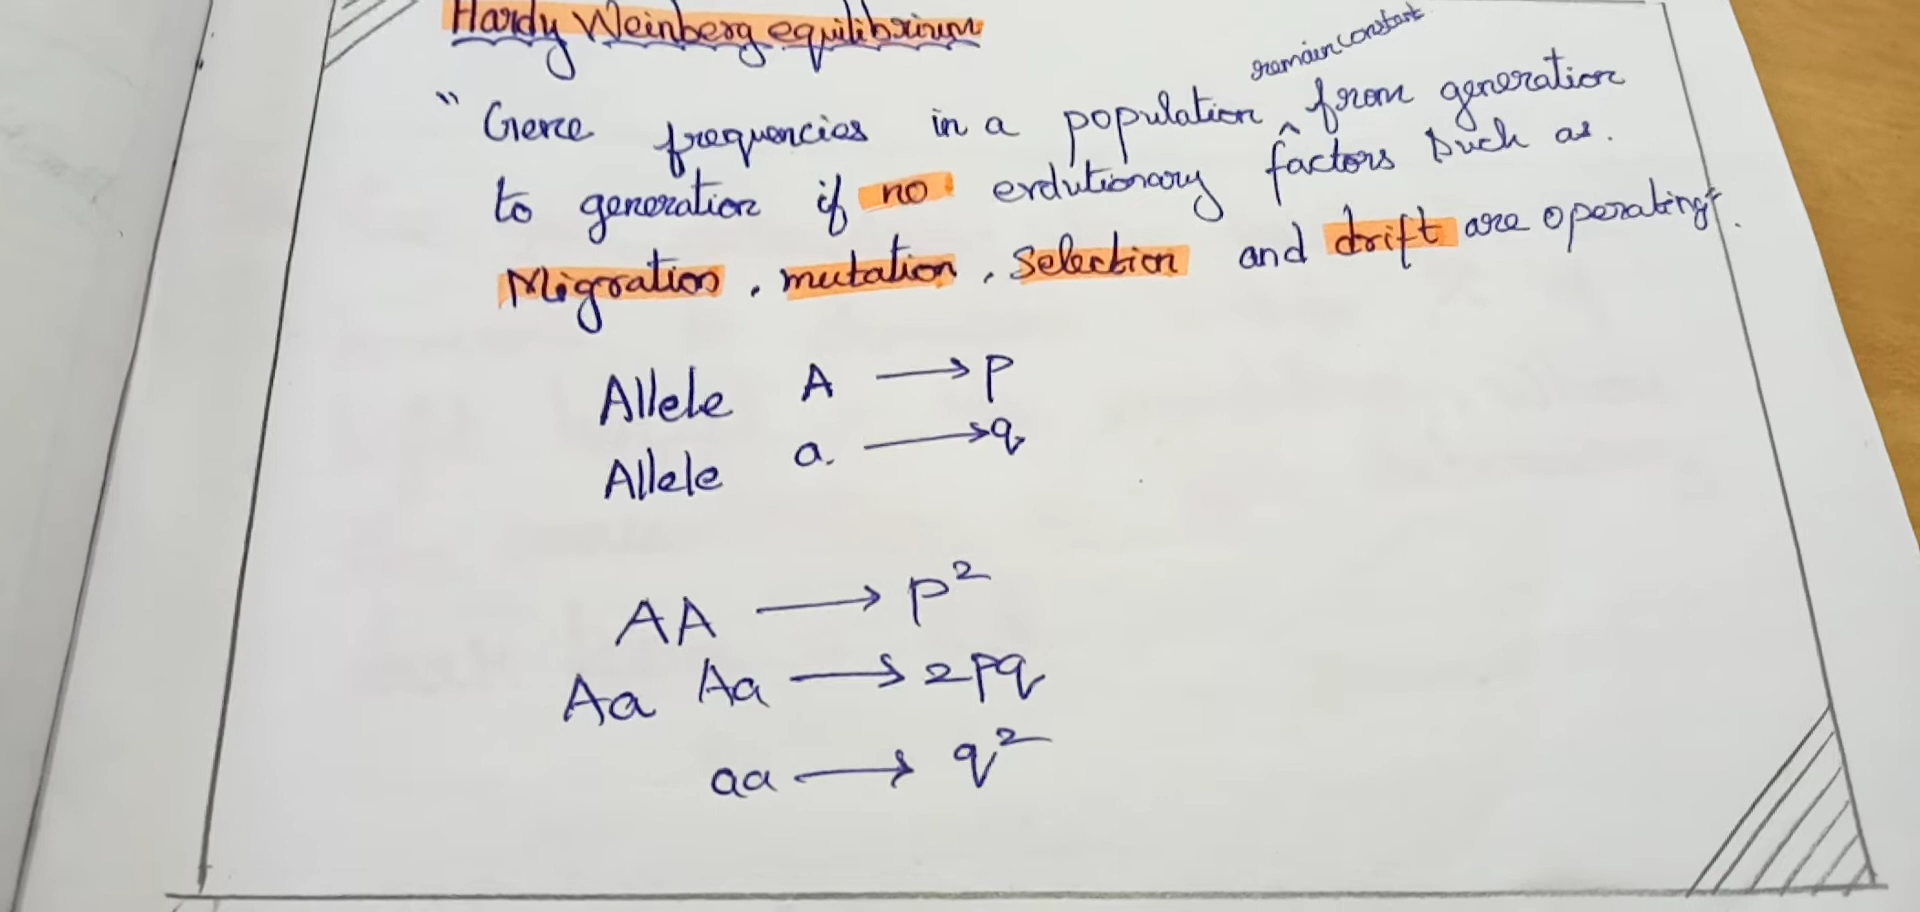 Hardy Weinberg equilibrium
remain constant
" Gene frequencies in a population ^ from generation
to generation if no evolutionary factors such as.
Migration, mutation, Selection and drift are operating".
Allele A → p
Allele a. → q
AA → p²
Aa Aa → 2pq
aa → q²